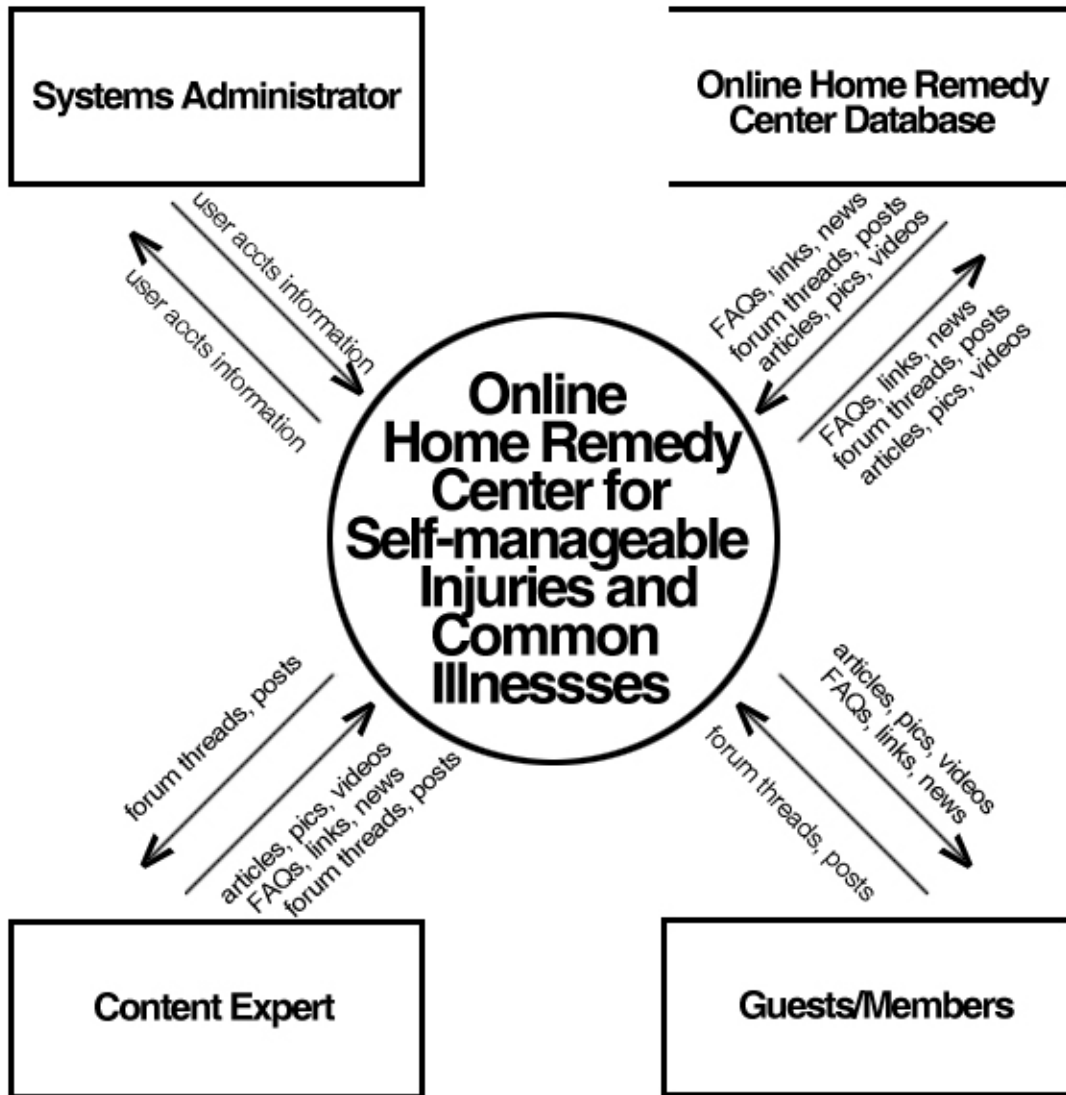 Systems Administrator
Online Home Remedy
Center Database
user accts information
user accts information
FAQs, links, news
forum threads, posts
articles, pics, videos
FAQs, links, news
forum threads, posts
articles, pics, videos
Online
Home Remedy
Center for
Self-manageable
Injuries and
Common
Illnessses
forum threads, posts
articles, pics, videos
FAQs, links, news
forum threads, posts
articles, pics, videos
FAQs, links, news
forum threads, posts
Content Expert
Guests/Members